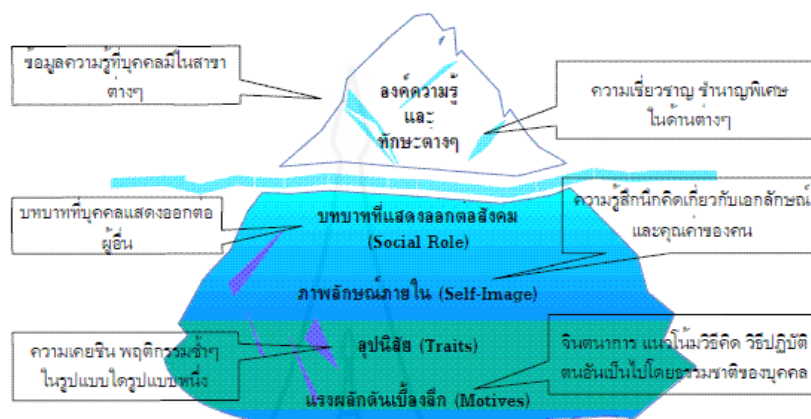 ข้อมูลความรู้ที่บุคคลมีในสาขา
ต่างๆ
องค์ความรู้
และ
ทักษะต่างๆ
ความเชี่ยวชาญ ชำนาญพิเศษ
ในด้านต่างๆ
บทบาทที่บุคคลแสดงออกต่อ
ผู้อื่น
บทบาทที่แสดงออกต่อสังคม
(Social Role)
ความรู้สึกนึกคิดเกี่ยวกับเอกลักษณ์
และคุณค่าของคน
ภาพลักษณ์ภายใน (Self-Image)
ความเคยชิน พฤติกรรมซ้ำๆ
ในรูปแบบใดรูปแบบหนึ่ง
อุปนิสัย (Traits)
จินตนาการ แนวโน้มวิธีคิด วิธีปฏิบัติ
ตนอันเป็นไปโดยธรรมชาติของบุคคล
แรงผลักดันเบื้องลึก (Motives)